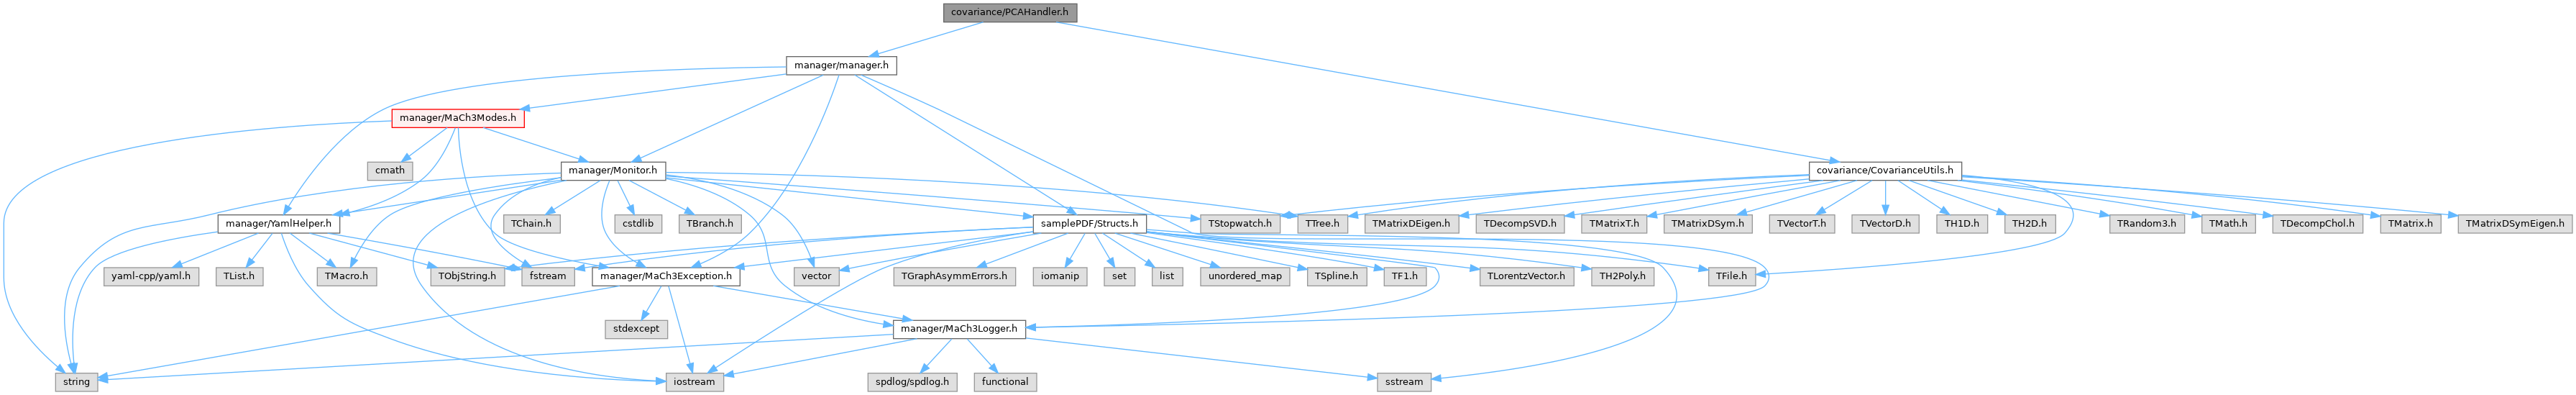 covariance/PCAHandler.h
manager/manager.h
manager/MaCh3Modes.h
cmath
manager/Monitor.h
covariance/CovarianceUtils.h
manager/YamlHelper.h
TChain.h
cstdlib
TBranch.h
samplePDF/Structs.h
TStopwatch.h
TTree.h
TMatrixDEigen.h
TDecompSVD.h
TMatrixT.h
TMatrixDSym.h
TVectorT.h
TVectorD.h
TH1D.h
TH2D.h
TRandom3.h
TMath.h
TDecompChol.h
TMatrix.h
TMatrixDSymEigen.h
yaml-cpp/yaml.h
TList.h
TMacro.h
TObjString.h
fstream
manager/MaCh3Exception.h
vector
TGraphAsymmErrors.h
iomanip
set
list
unordered_map
TSpline.h
TF1.h
TLorentzVector.h
TH2Poly.h
TFile.h
stdexcept
manager/MaCh3Logger.h
string
iostream
spdlog/spdlog.h
functional
sstream